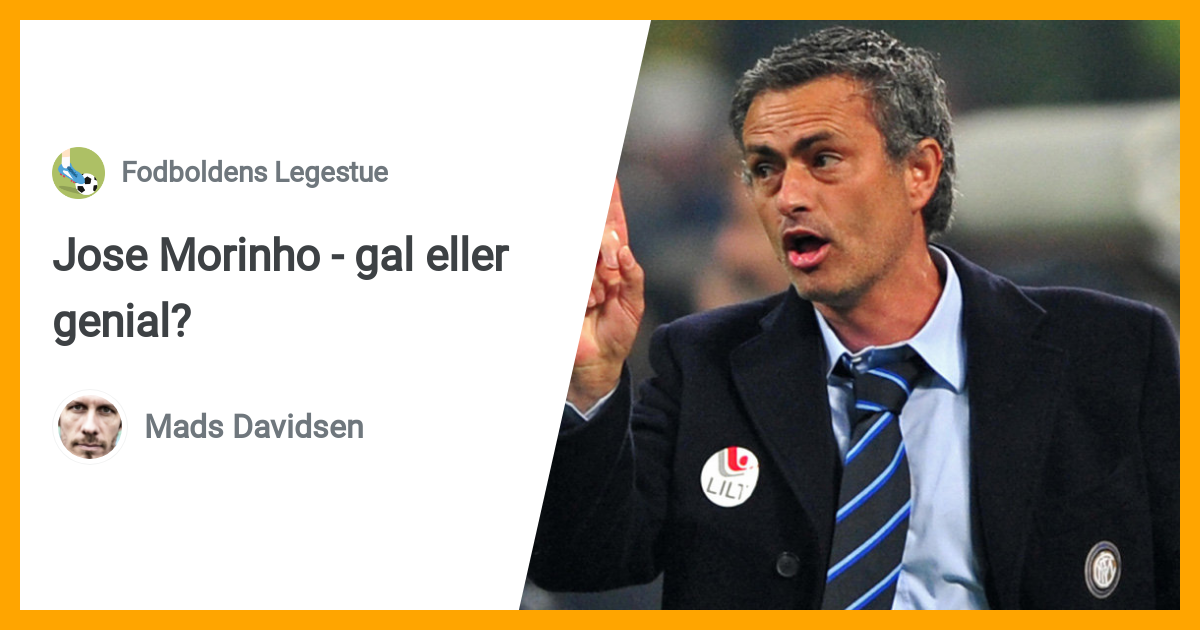 Fodboldens Legestue
Jose Morinho - gal eller
genial?
Mads Davidsen
LILT